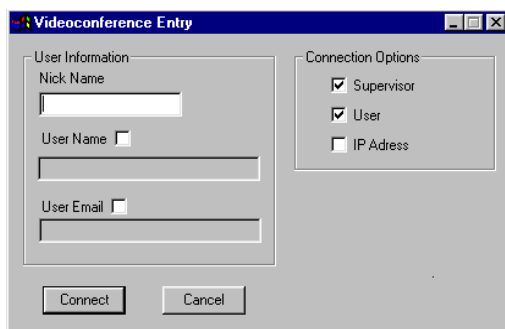 Videoconference Entry
User Information
Nick Name
User Name
User Email
Connection Options
Supervisor
User
IP Adress
Connect
Cancel